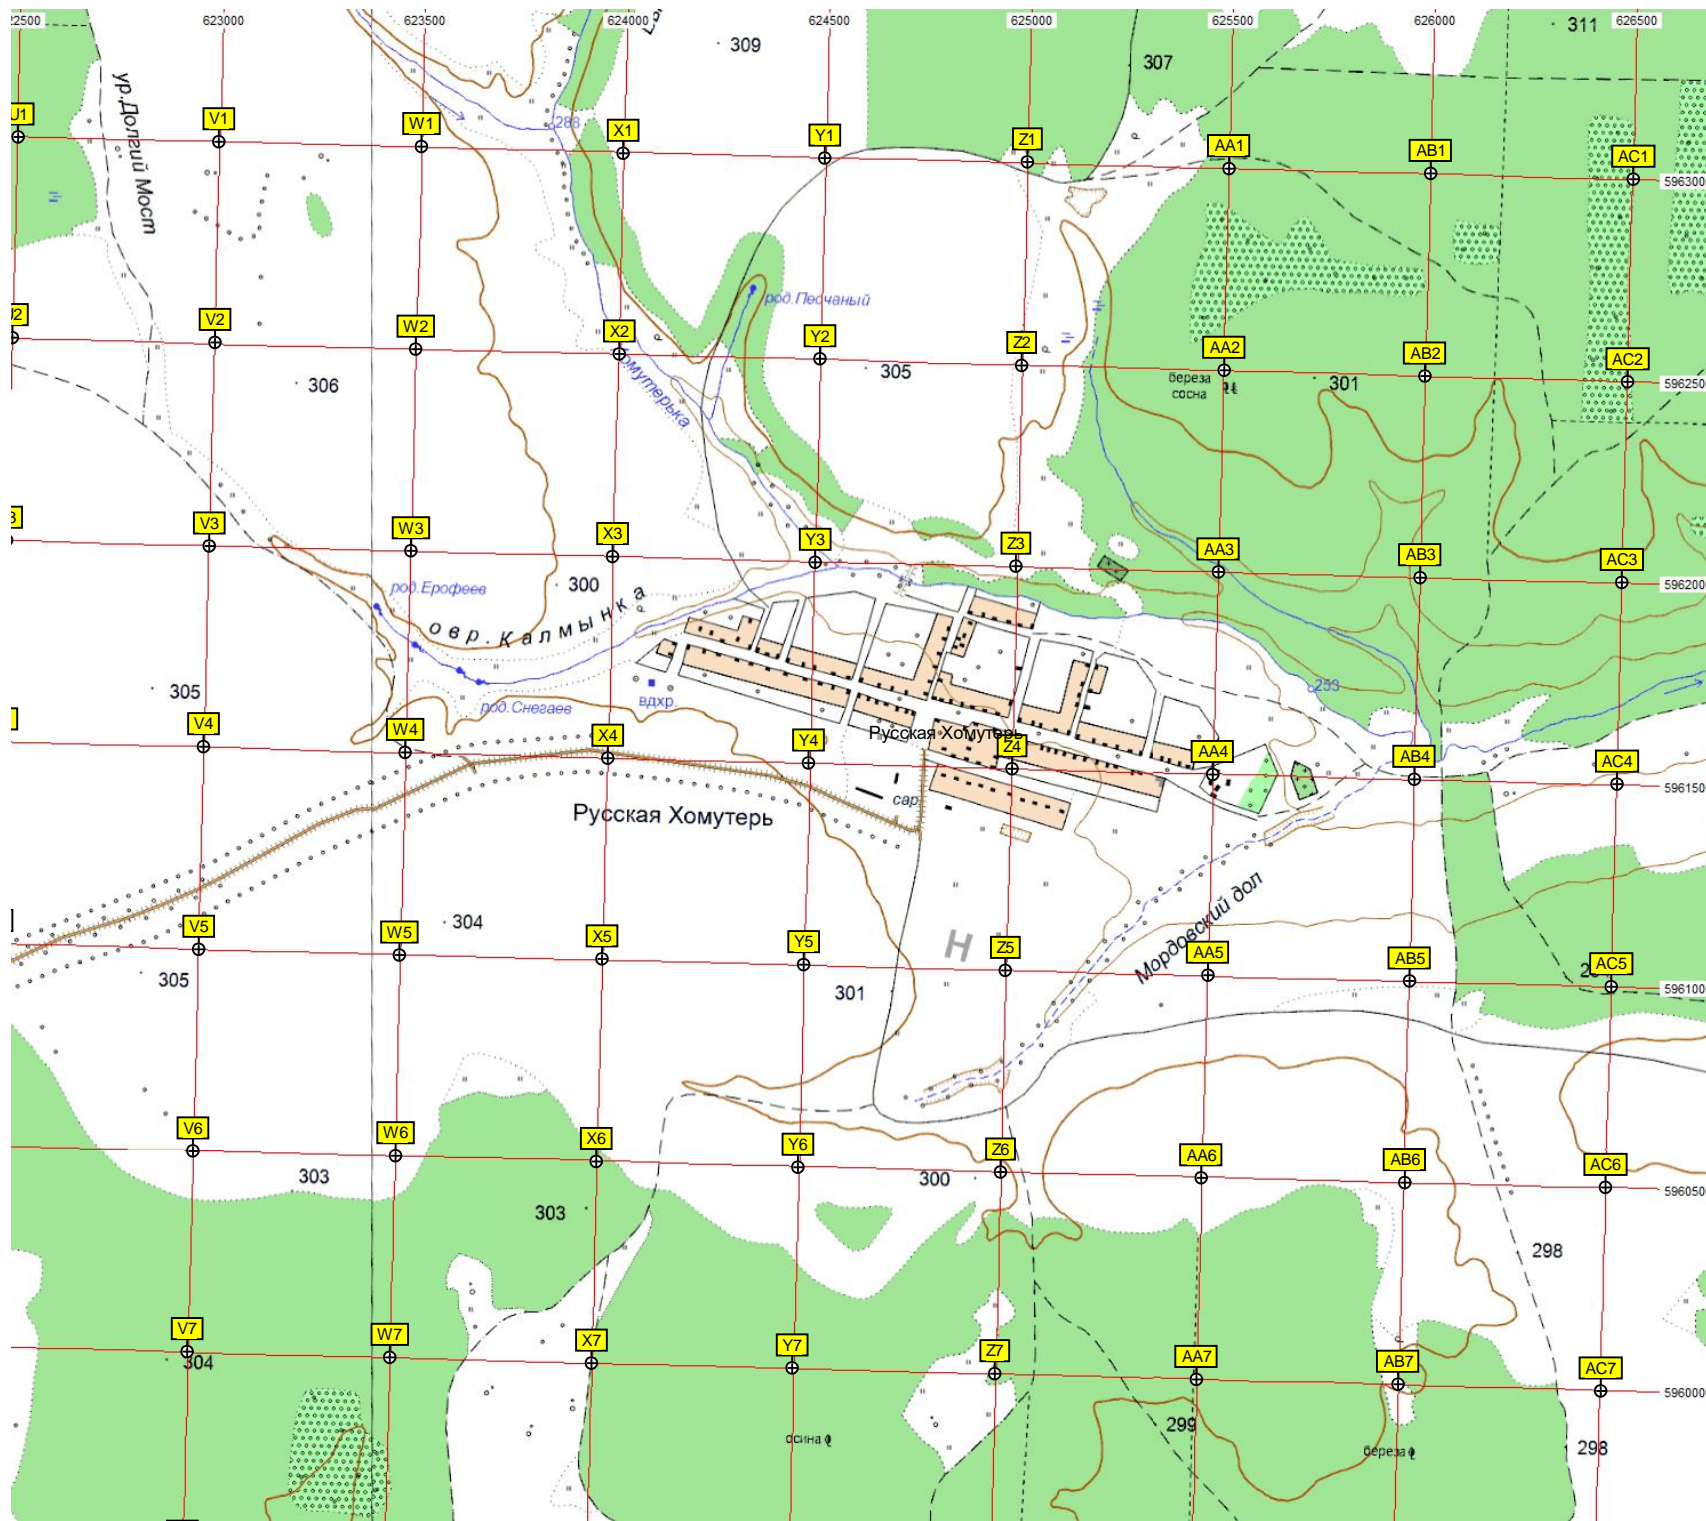 22500 623000 623500 624000 624500 625000 625500 626000 626500
309
311
307
ур.Долгий Мост
288
U1 V1 W1 X1 Y1 Z1 AA1 AB1 AC1
596300
род.Песчаный
V2 W2 X2 Y2 Z2 AA2 AB2 AC2
306
Хомутерька
305
береза
сосна
301
596250
V3 W3 X3 Y3 Z3 AA3 AB3 AC3
род.Ерофеев
300
596200
овр.Калмынка
305
род.Снегаев
вдхр.
253
V4 W4 X4 Y4 Z4 AA4 AB4 AC4
Русская Хомутерь
596150
сар.
Русская Хомутерь
Мордовский дол
304
V5 W5 X5 Y5 Z5 AA5 AB5 AC5
Н
305
301
596100
V6 W6 X6 Y6 Z6 AA6 AB6 AC6
303
300
596050
303
298
V7 W7 X7 Y7 Z7 AA7 AB7 AC7
304
596000
299
осина
береза
298